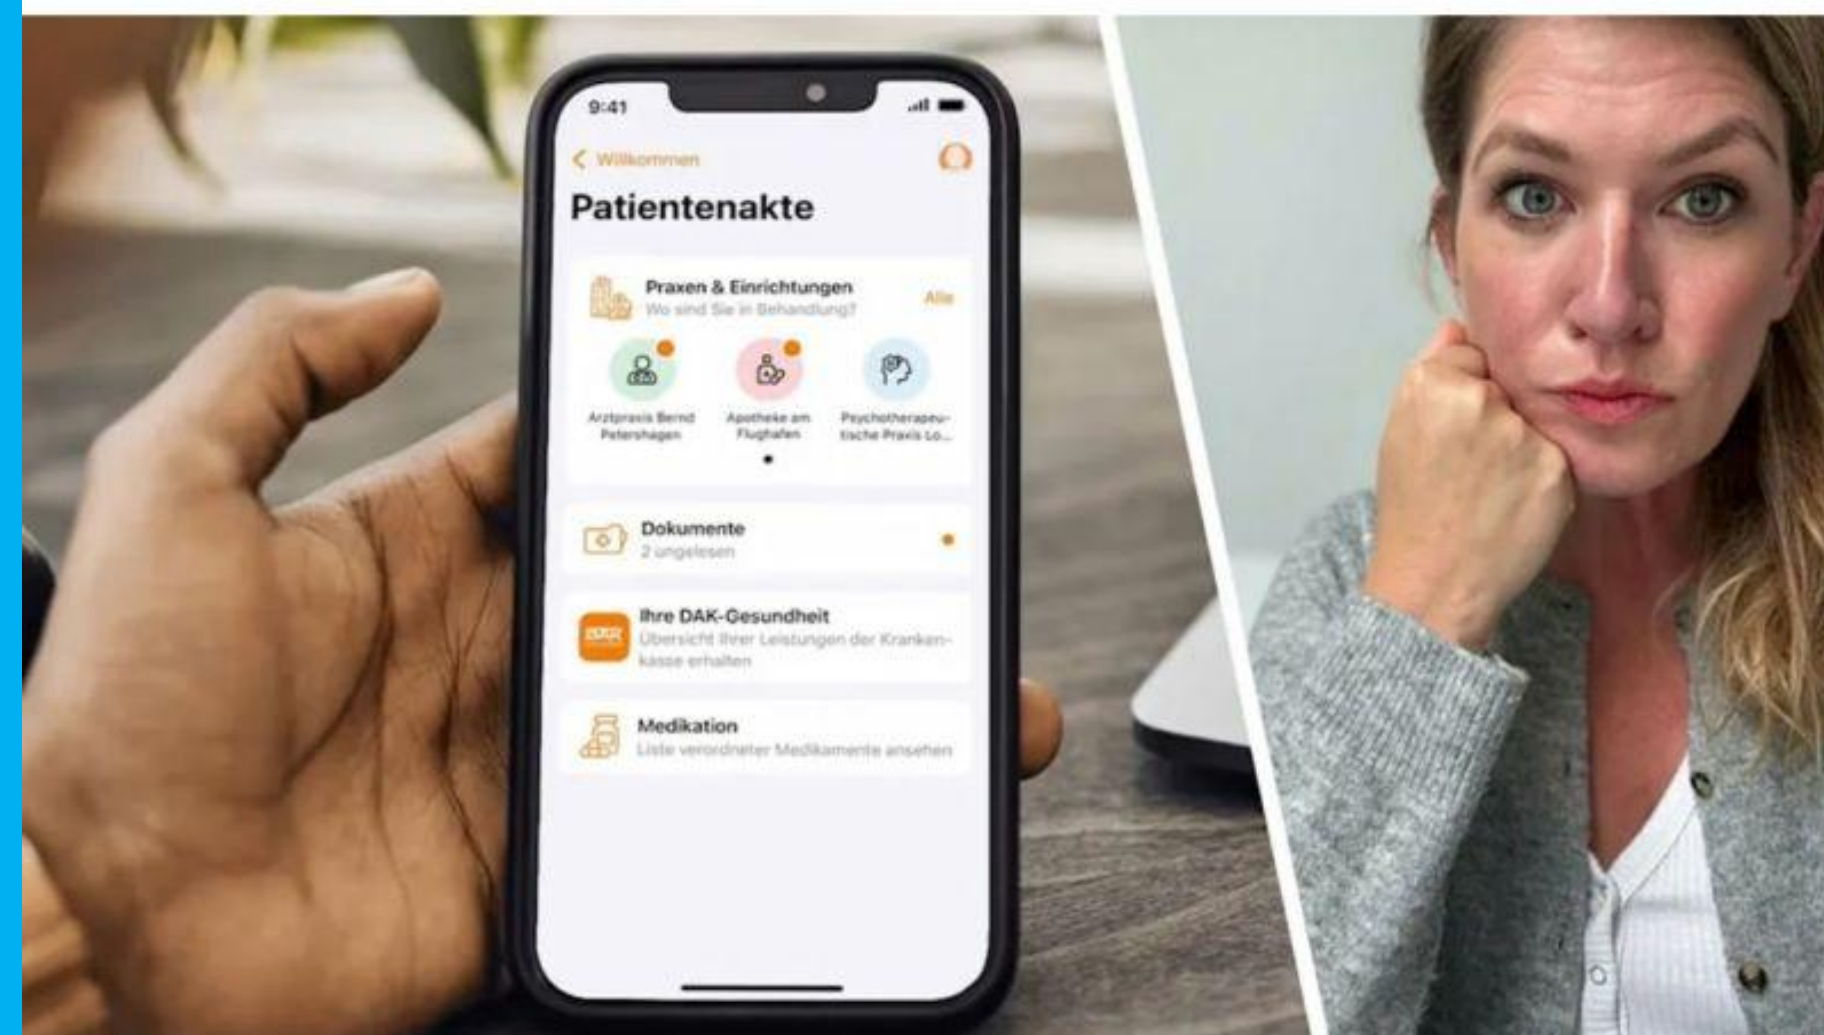 9:41
Willkommen
Patientenakte
Praxen & Einrichtungen
Wo sind Sie in Behandlung?
Alle
Arztpraxis Bernd
Petershagen
Apotheke am
Flughafen
Psychotherapeu-
tische Praxis Lo...
Dokumente
2 ungelesen
Ihre DAK-Gesundheit
Übersicht Ihrer Leistungen der Kranken-
kasse erhalten
Medikation
Liste verordneter Medikamente ansehen